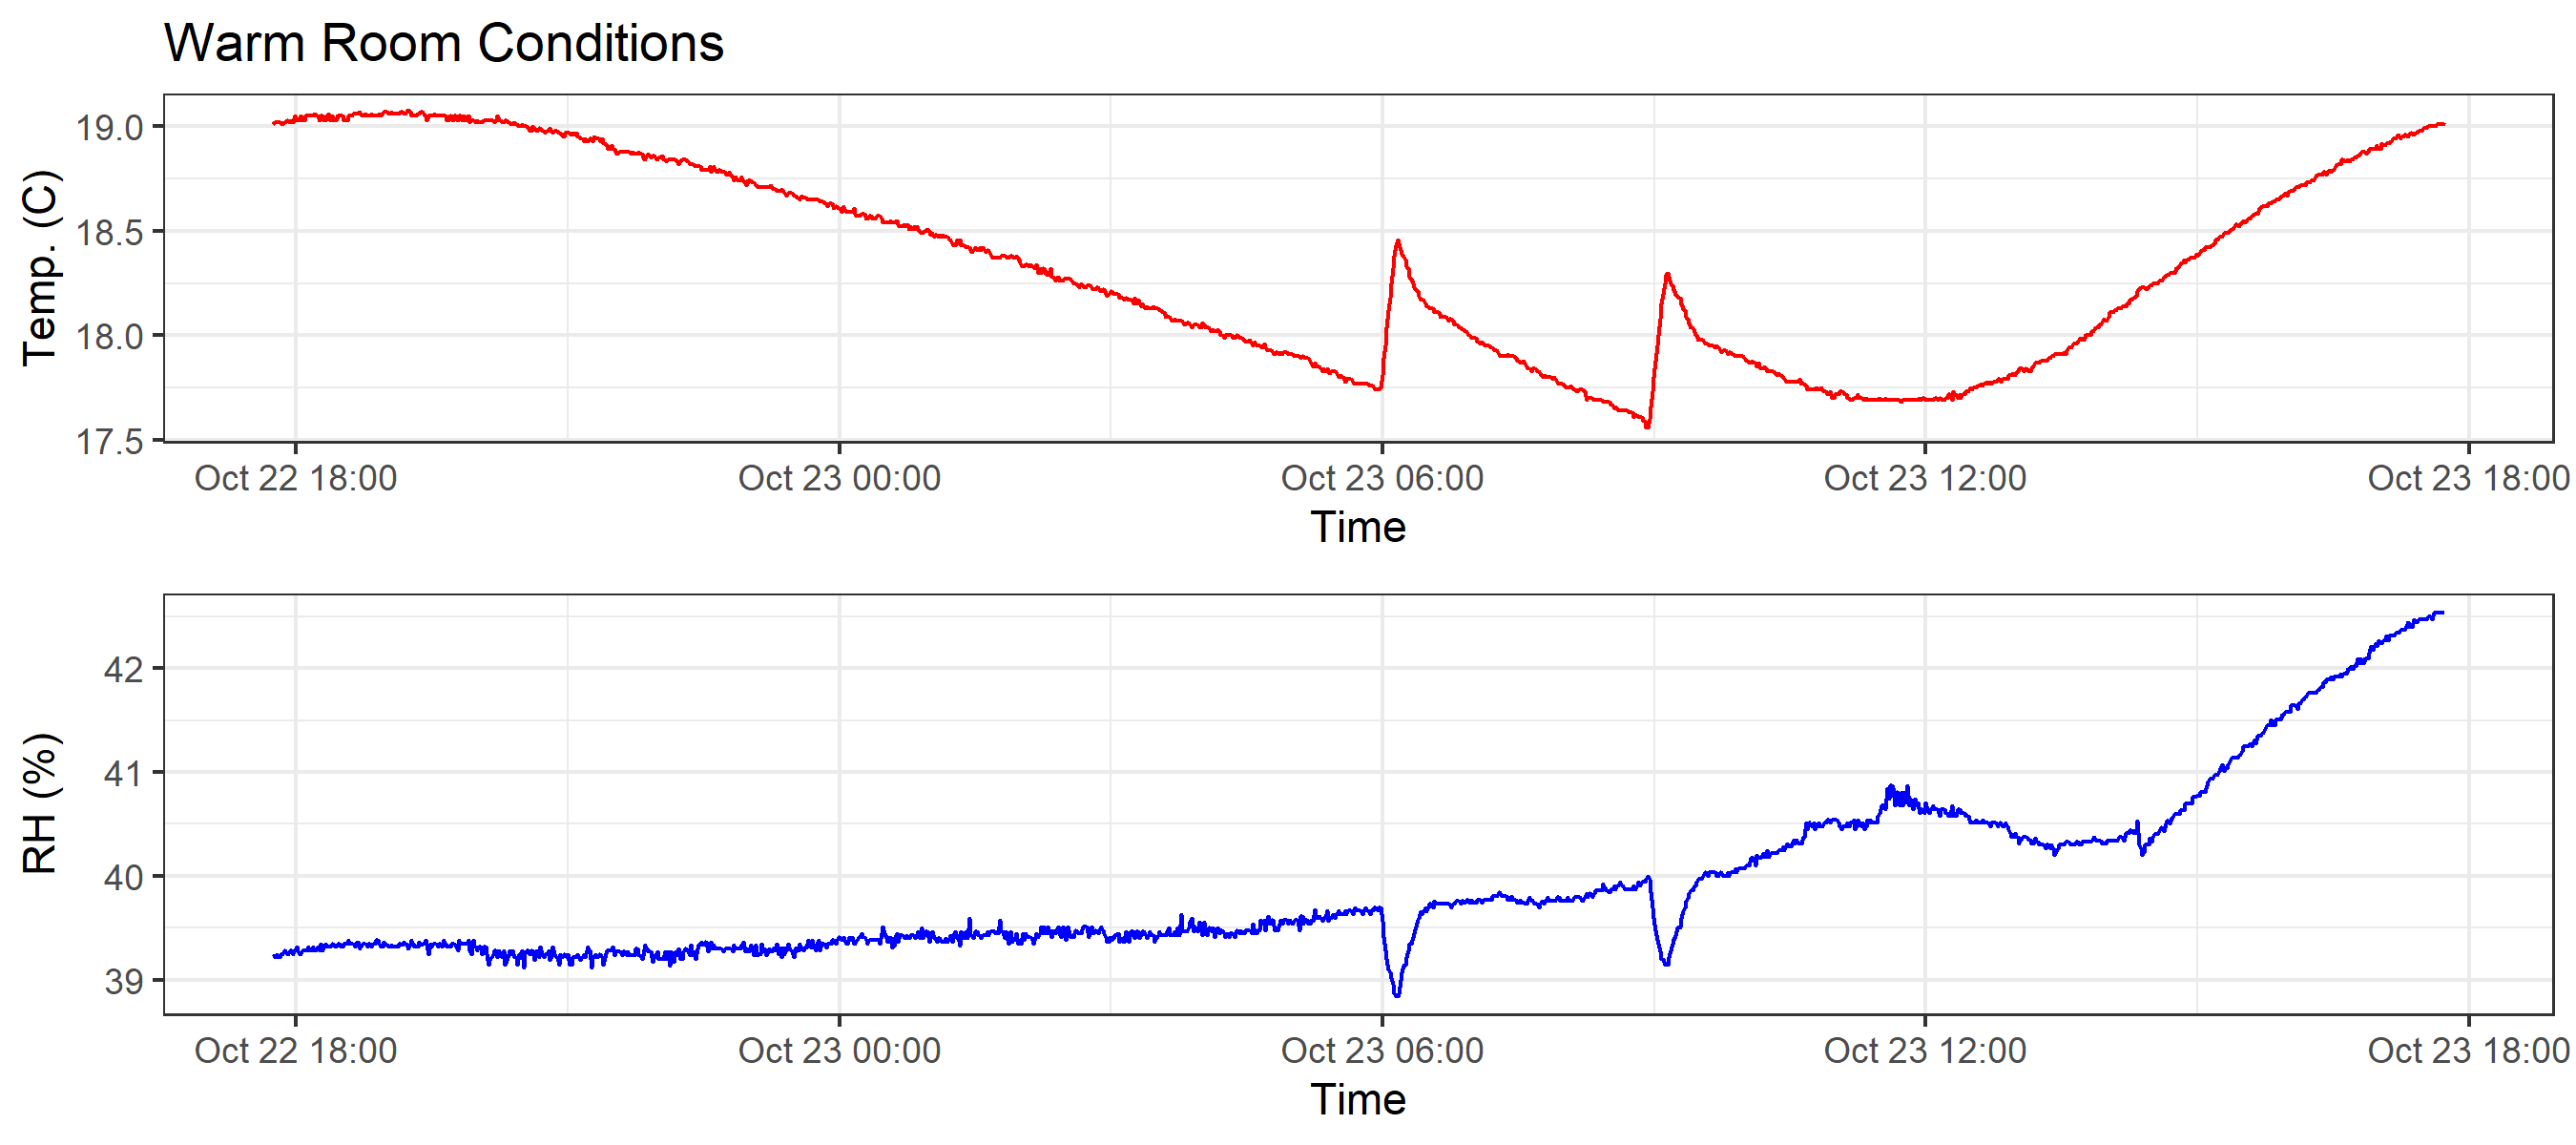 Warm Room Conditions
Temp. (C)
19.0
18.5
18.0
17.5
Oct 22 18:00 Oct 23 00:00 Oct 23 06:00 Oct 23 12:00 Oct 23 18:00
Time
RH (%)
42
41
40
39
Oct 22 18:00 Oct 23 00:00 Oct 23 06:00 Oct 23 12:00 Oct 23 18:00
Time